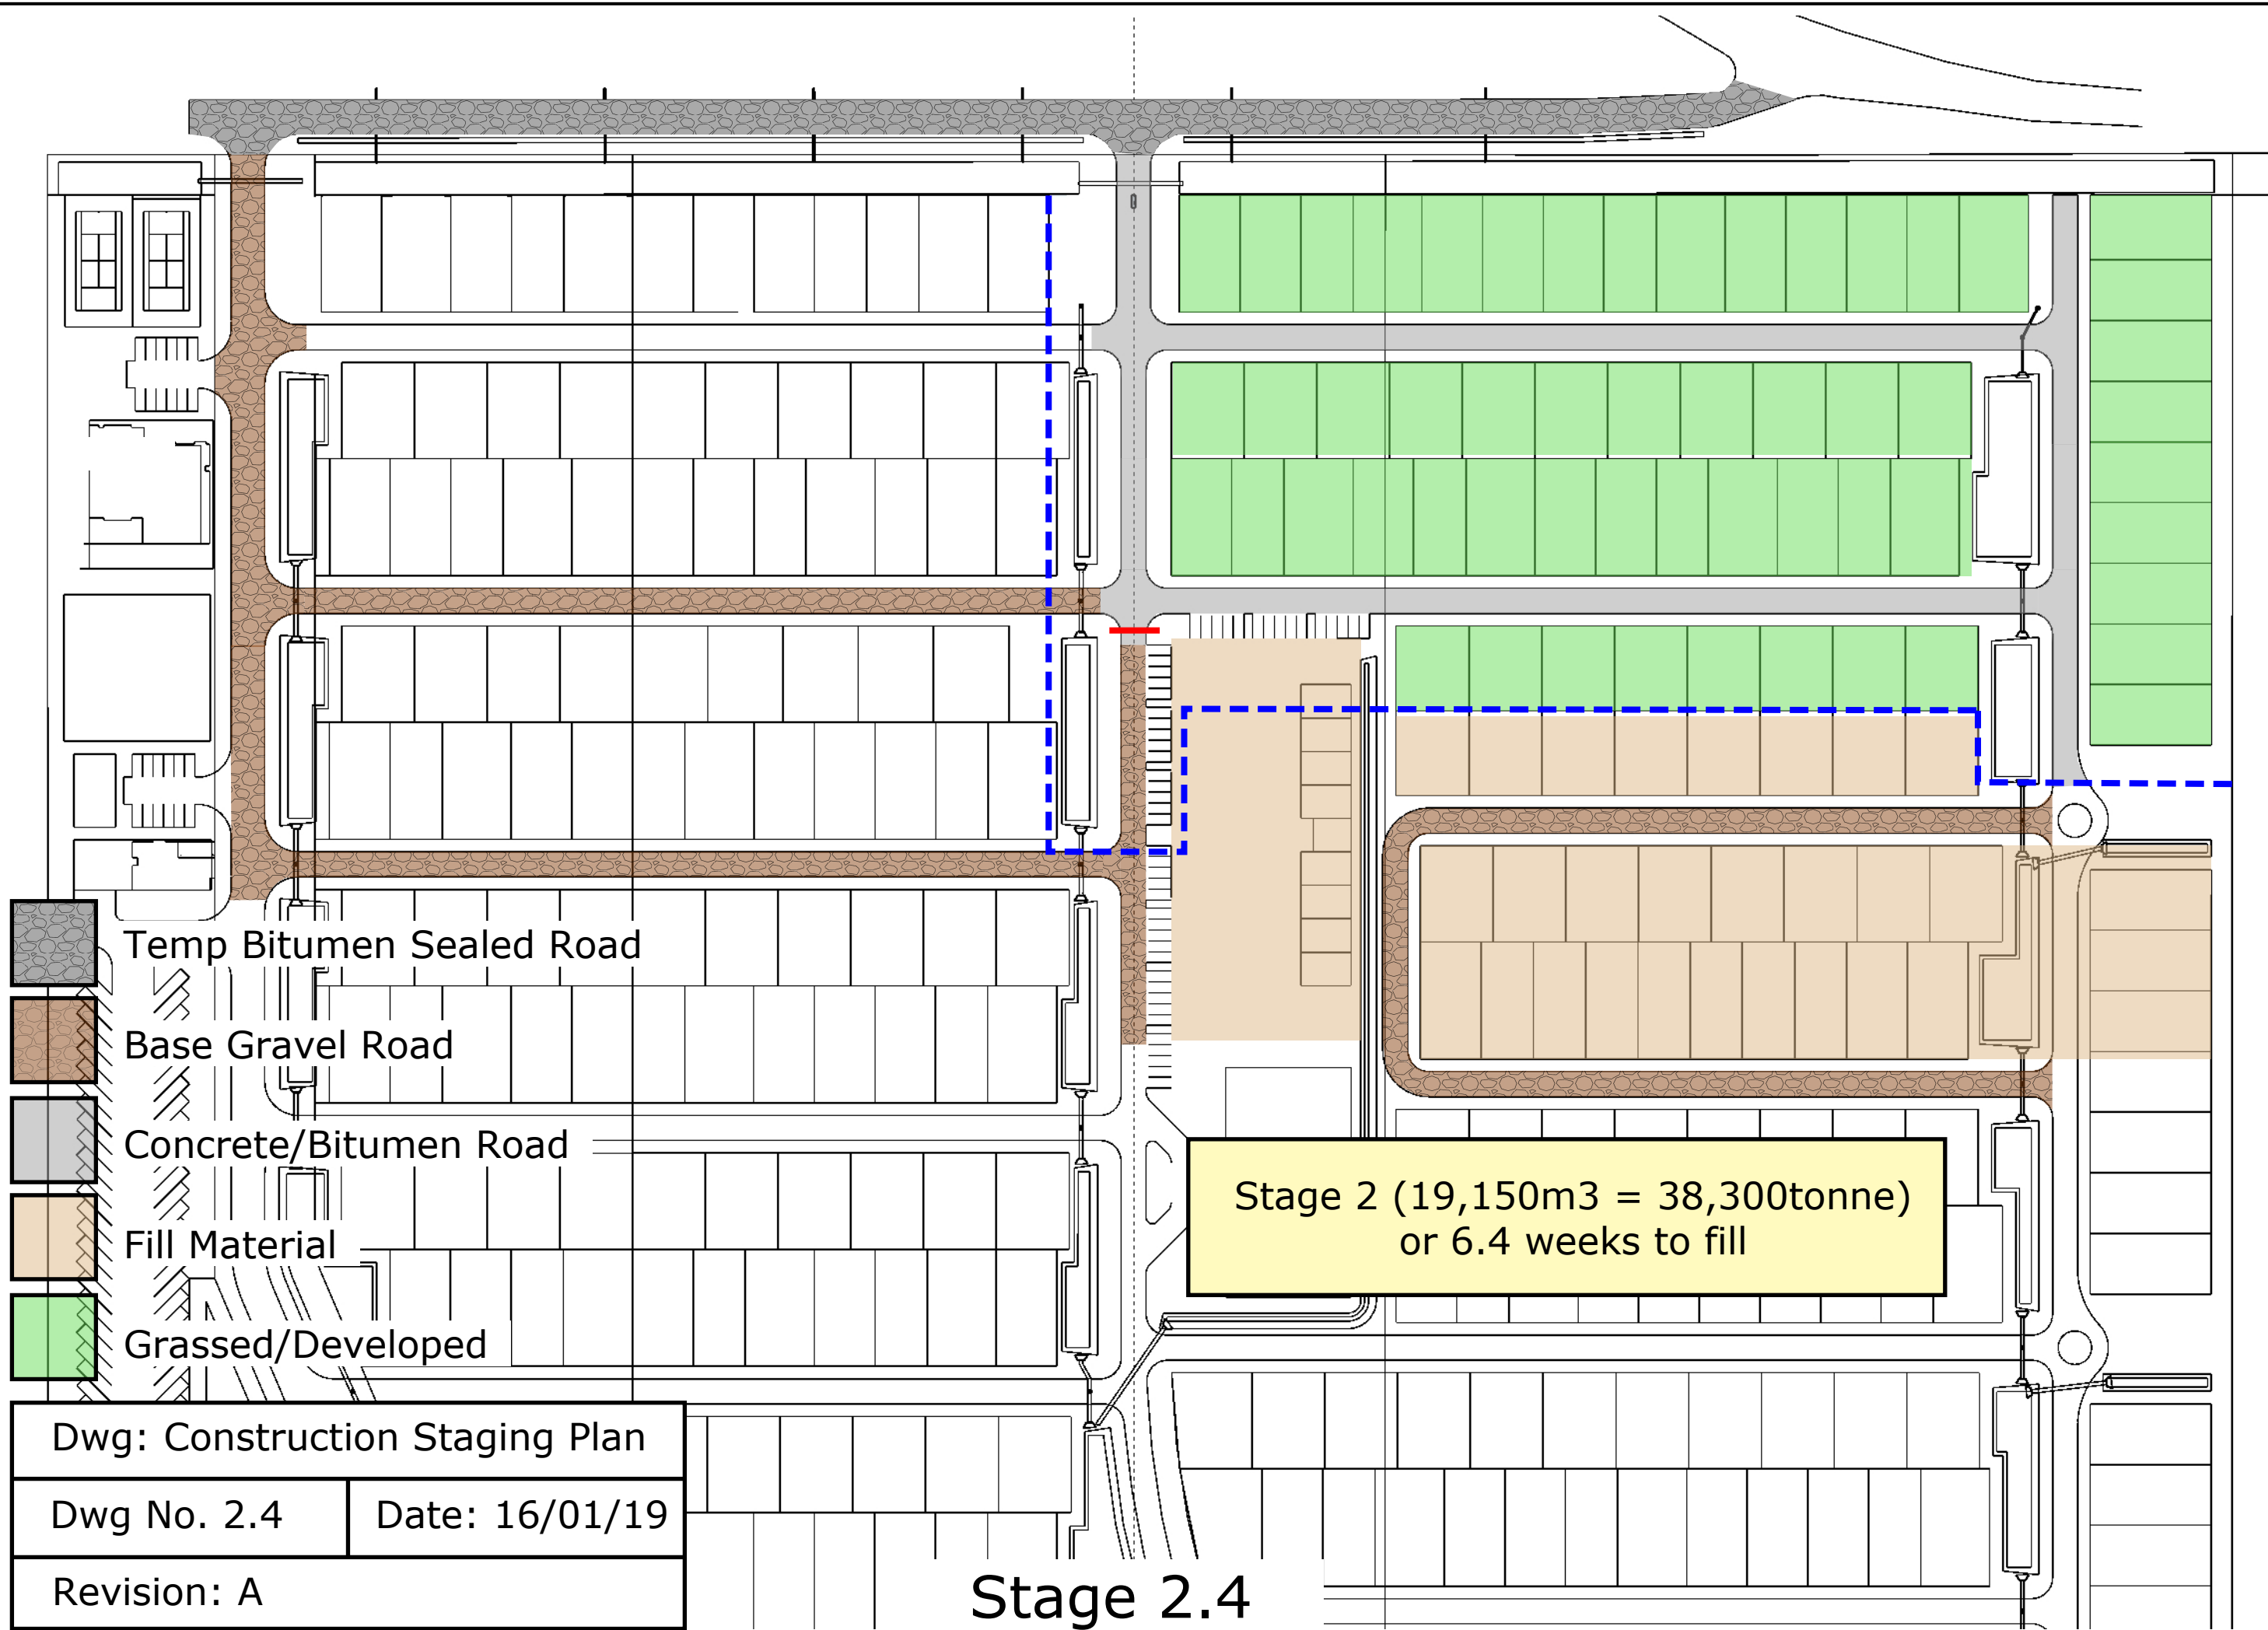 Temp Bitumen Sealed Road
Base Gravel Road
Concrete/Bitumen Road
Fill Material
Grassed/Developed
Stage 2 (19,150m3 = 38,300tonne)
or 6.4 weeks to fill
Dwg: Construction Staging Plan
Dwg No. 2.4
Date: 16/01/19
Revision: A
Stage 2.4